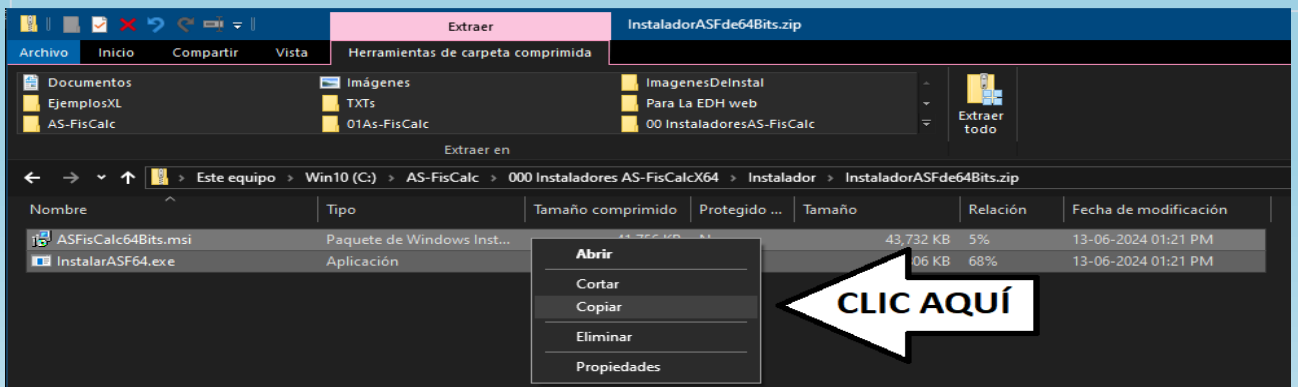 Extraer
InstaladorASFde64Bits.zip
Archivo Inicio Compartir Vista Herramientas de carpeta comprimida
Documentos Imágenes ImagenesDeInstal
EjemplosXL TXTs Para La EDH web
AS-FisCalc 01As-FisCalc 00 InstaladoresAS-FisCalc
Extraer todo
Extraer en
Este equipo > Win10 (C:) > AS-FisCalc > 000 Instaladores AS-FisCalcX64 > Instalador > InstaladorASFde64Bits.zip
Nombre Tipo Tamaño comprimido Protegido ... Tamaño Relación Fecha de modificación
ASFisCalc64Bits.msi Paquete de Windows Inst... 43,732 KB 5% 13-06-2024 01:21 PM
InstalarASF64.exe Aplicación KB 68% 13-06-2024 01:21 PM
Abrir
Cortar
Copiar
Eliminar
Propiedades
CLIC AQUÍ